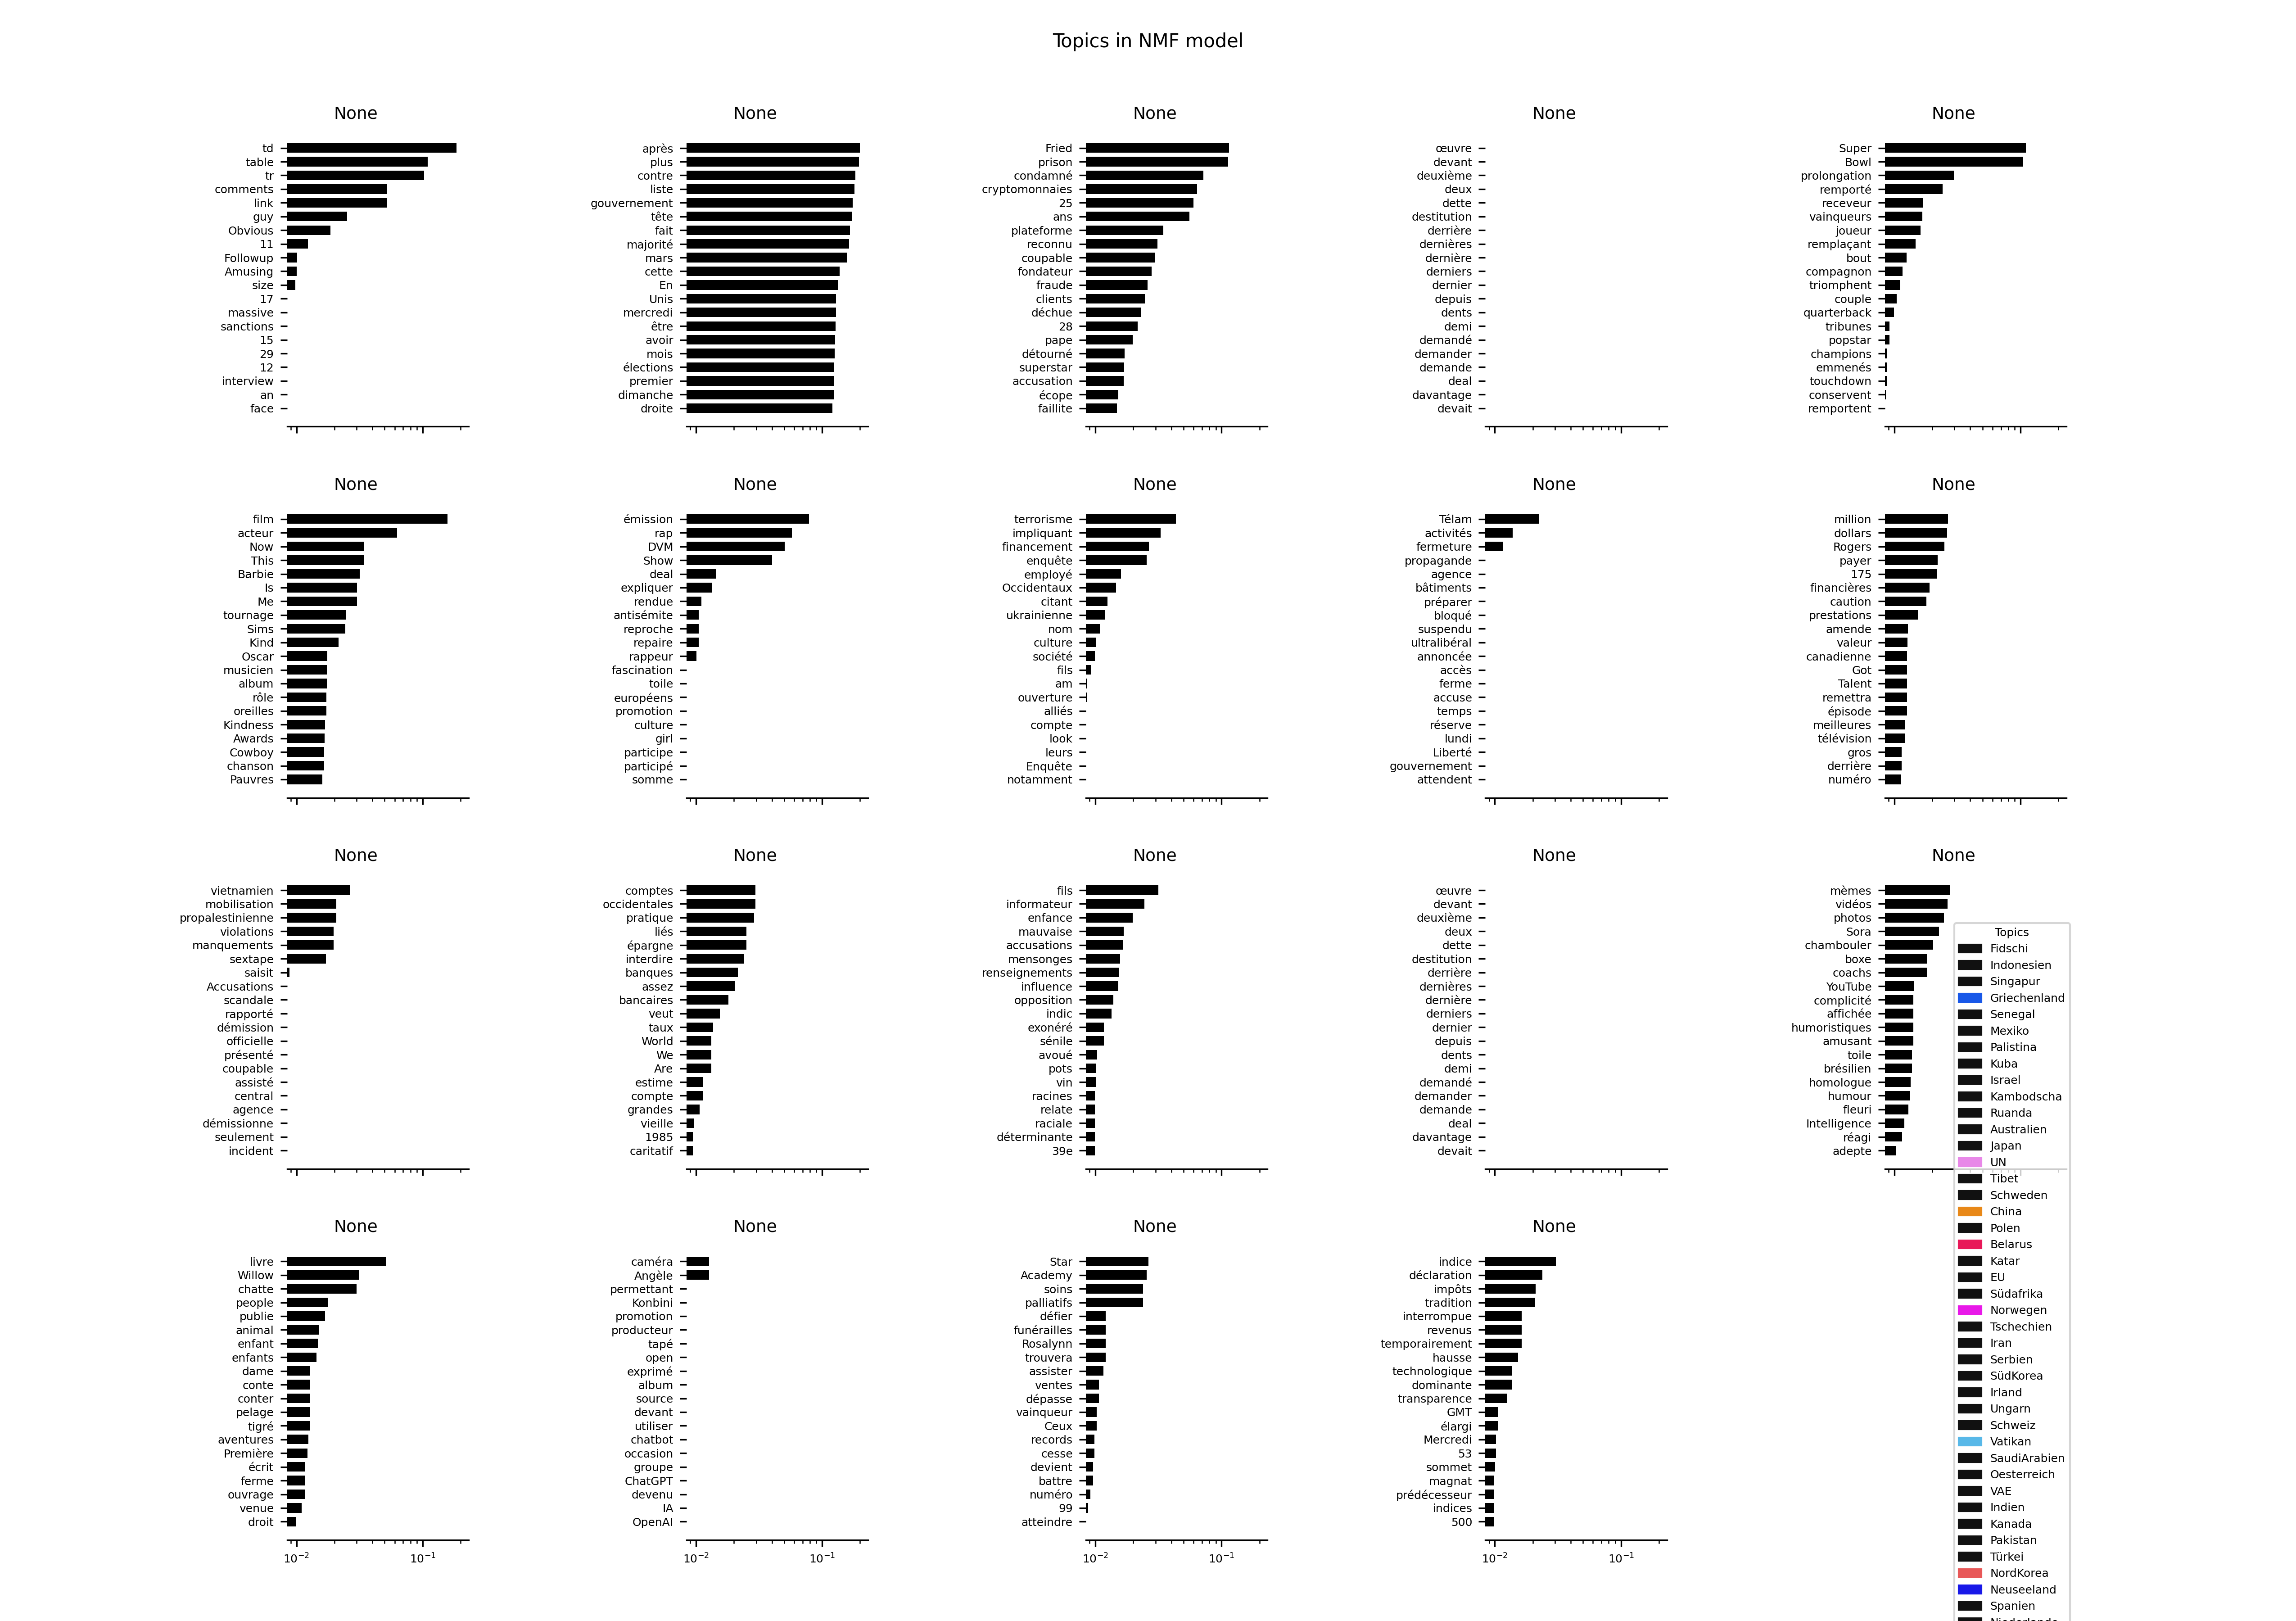 Topics in NMF model
None
td
table
tr
comments
link
guy
Obvious
11
Followup
Amusing
size
17
massive
sanctions
15
29
12
interview
an
face
None
après
plus
contre
liste
gouvernement
tête
fait
majorité
mars
cette
En
Unis
mercredi
être
avoir
mois
élections
premier
dimanche
droite
None
Fried
prison
condamné
cryptomonnaies
25
ans
plateforme
reconnu
coupable
fondateur
fraude
clients
déchue
28
pape
détourné
superstar
accusation
écope
faillite
None
œuvre
devant
deuxième
deux
dette
destitution
derrière
dernières
dernière
derniers
dernier
depuis
dents
demi
demandé
demander
demande
deal
davantage
devait
None
Super
Bowl
prolongation
remporté
receveur
vainqueurs
joueur
remplaçant
bout
compagnon
triomphent
couple
quarterback
tribunes
popstar
champions
emmenés
touchdown
conservent
remportent
None
film
acteur
Now
This
Barbie
Is
Me
tournage
Sims
Kind
Oscar
musicien
album
rôle
oreilles
Kindness
Awards
Cowboy
chanson
Pauvres
None
émission
rap
DVM
Show
deal
expliquer
rendue
antisémite
reproche
repaire
rappeur
fascination
toile
européens
promotion
culture
girl
participe
participé
somme
None
terrorisme
impliquant
financement
enquête
employé
Occidentaux
citant
ukrainienne
nom
culture
société
fils
am
ouverture
alliés
compte
look
leurs
Enquête
notamment
None
Télam
activités
fermeture
propagande
agence
bâtiments
préparer
bloqué
suspendu
ultralibéral
annoncée
accès
ferme
accuse
temps
réserve
lundi
Liberté
gouvernement
attendent
None
million
dollars
Rogers
payer
175
financières
caution
prestations
amende
valeur
canadienne
Got
Talent
remettra
épisode
meilleures
télévision
gros
derrière
numéro
None
vietnamien
mobilisation
propalestinienne
violations
manquements
sextape
saisit
Accusations
scandale
rapporté
démission
officielle
présenté
coupable
assisté
central
agence
démissionne
seulement
incident
None
comptes
occidentales
pratique
liés
épargne
interdire
banques
assez
bancaires
veut
taux
World
We
Are
estime
compte
grandes
vieille
1985
caritatif
None
fils
informateur
enfance
mauvaise
accusations
mensonges
renseignements
influence
opposition
indic
exonéré
sénile
avoué
pots
vin
racines
relate
raciale
déterminante
39e
None
œuvre
devant
deuxième
deux
dette
destitution
derrière
dernières
dernière
derniers
dernier
depuis
dents
demi
demandé
demander
demande
deal
davantage
devait
None
mèmes
vidéos
photos
Sora
chambouler
boxe
coachs
YouTube
complicité
affichée
humoristiques
amusant
toile
brésilien
homologue
humour
fleuri
Intelligence
réagi
adepte
None
livre
Willow
chatte
people
publie
animal
enfant
enfants
dame
conte
conter
pelage
tigré
aventures
Première
écrit
ferme
ouvrage
venue
droit
10⁻²
10⁻¹
None
caméra
Angèle
permettant
Konbini
promotion
producteur
tapé
open
exprimé
album
source
devant
utiliser
chatbot
occasion
groupe
ChatGPT
devenu
IA
OpenAI
10⁻²
10⁻¹
None
Star
Academy
soins
palliatifs
défier
funérailles
Rosalynn
trouvera
assister
ventes
dépasse
vainqueur
Ceux
records
cesse
devient
battre
numéro
99
atteindre
10⁻²
10⁻¹
None
indice
déclaration
impôts
tradition
interrompue
revenus
temporairement
hausse
technologique
dominante
transparence
GMT
élargi
Mercredi
53
sommet
magnat
prédécesseur
indices
500
10⁻²
10⁻¹
Topics
Fidschi
Indonesien
Singapur
Griechenland
Senegal
Mexiko
Palistina
Kuba
Israel
Kambodscha
Ruanda
Australien
Japan
UN
Tibet
Schweden
China
Polen
Belarus
Katar
EU
Südafrika
Norwegen
Tschechien
Iran
Serbien
SüdKorea
Irland
Ungarn
Schweiz
Vatikan
SaudiArabien
Oesterreich
VAE
Indien
Kanada
Pakistan
Türkei
NordKorea
Neuseeland
Spanien